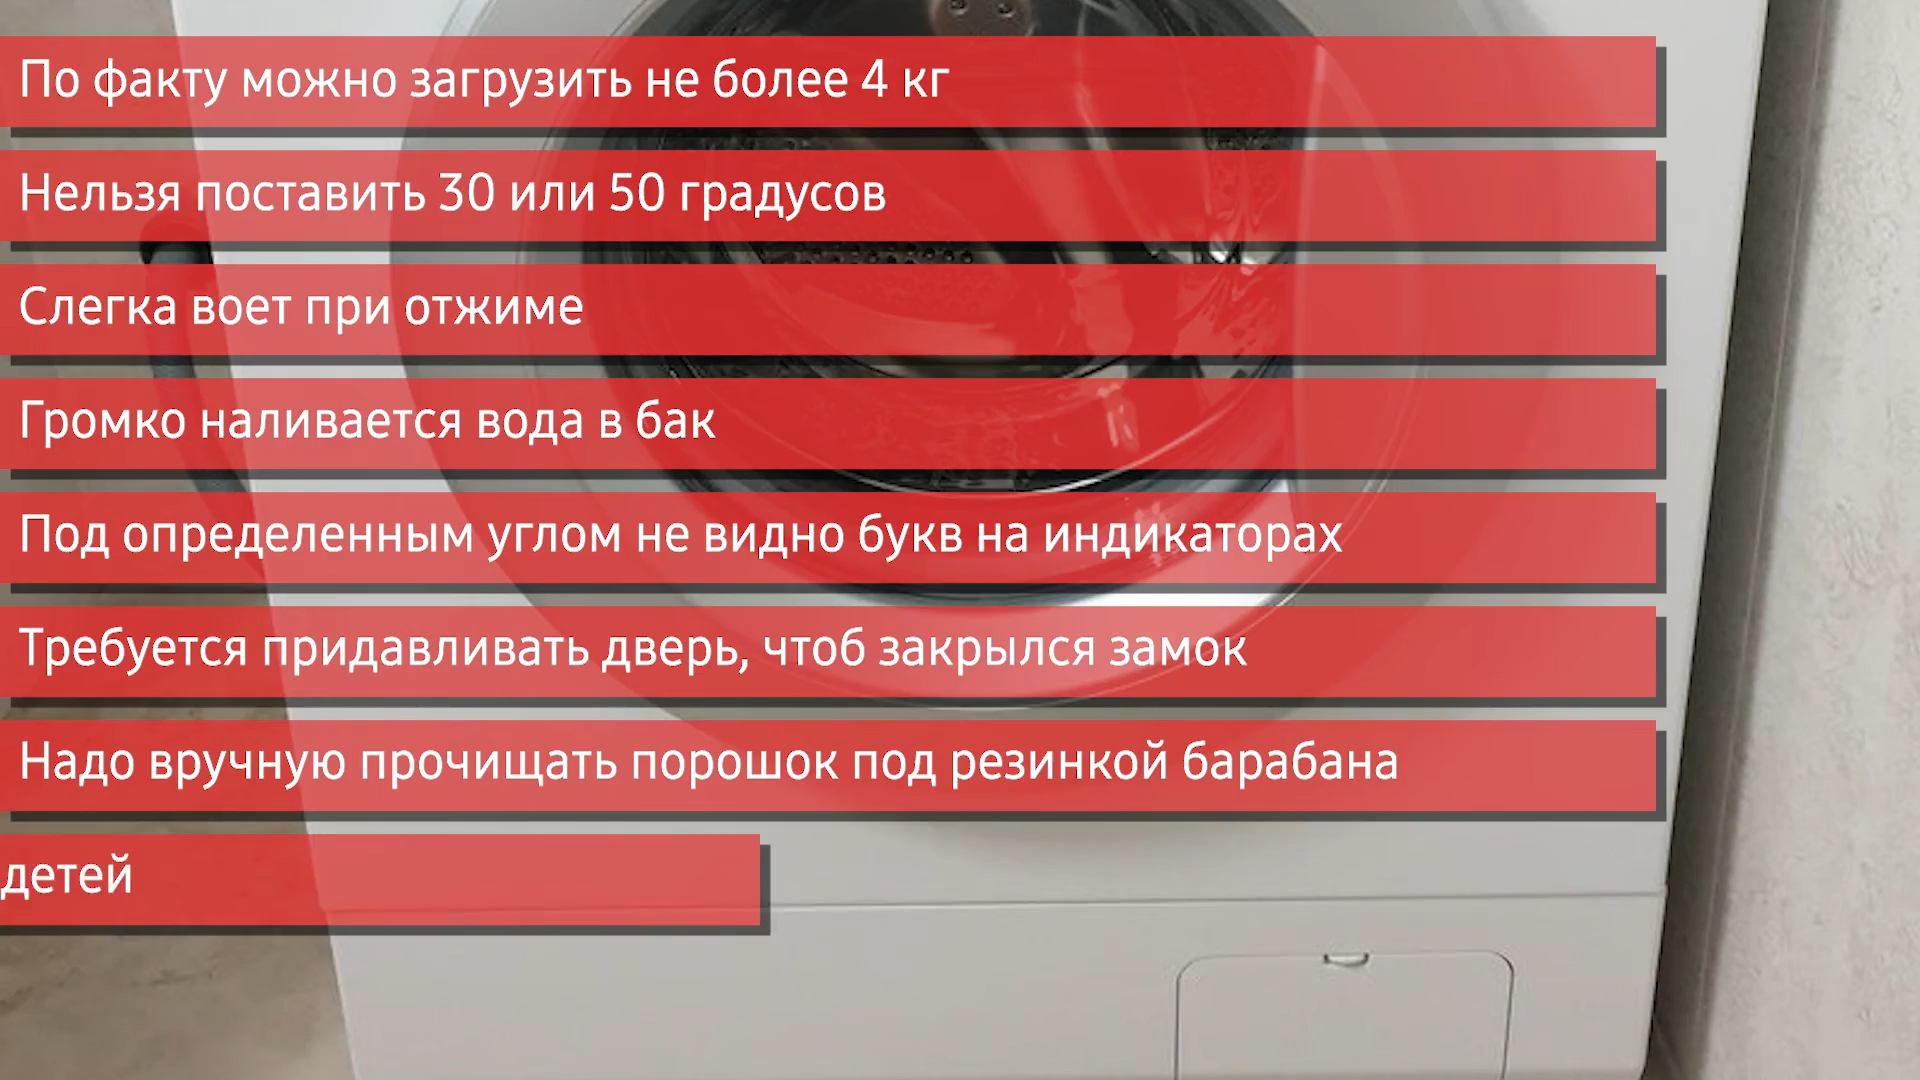 По факту можно загрузить не более 4 кг
Нельзя поставить 30 или 50 градусов
Слегка воет при отжиме
Громко наливается вода в бак
Под определенным углом не видно букв на индикаторах
Требуется придавливать дверь, чтоб закрылся замок
Надо вручную прочищать порошок под резинкой барабана
детей